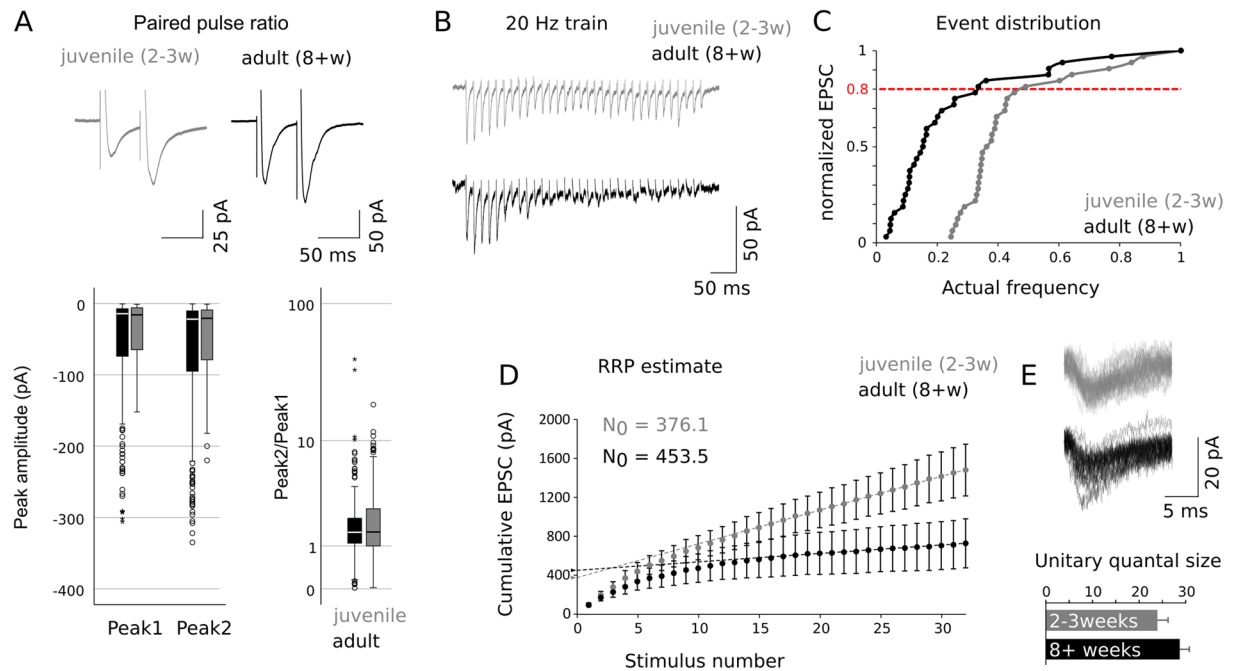 A
Paired pulse ratio
juvenile (2-3w)
adult (8+w)
25 pA
50 ms
50 pA
Peak amplitude (pA)
0
-100
-200
-300
-400
Peak1
Peak2
Peak2/Peak1
100
10
1
0
juvenile
adult
B
20 Hz train
juvenile (2-3w)
adult (8+w)
50 pA
50 ms
C
Event distribution
normalized EPSC
1
0.8
0.5
0
0
0.2
0.4
0.6
0.8
1
juvenile (2-3w)
adult (8+w)
Actual frequency
D
RRP estimate
juvenile (2-3w)
adult (8+w)
N0 = 376.1
N0 = 453.5
Cumulative EPSC (pA)
2000
1600
1200
800
400
0
0
5
10
15
20
25
30
Stimulus number
E
20 pA
5 ms
Unitary quantal size
0
10
20
30
2-3weeks
8+ weeks